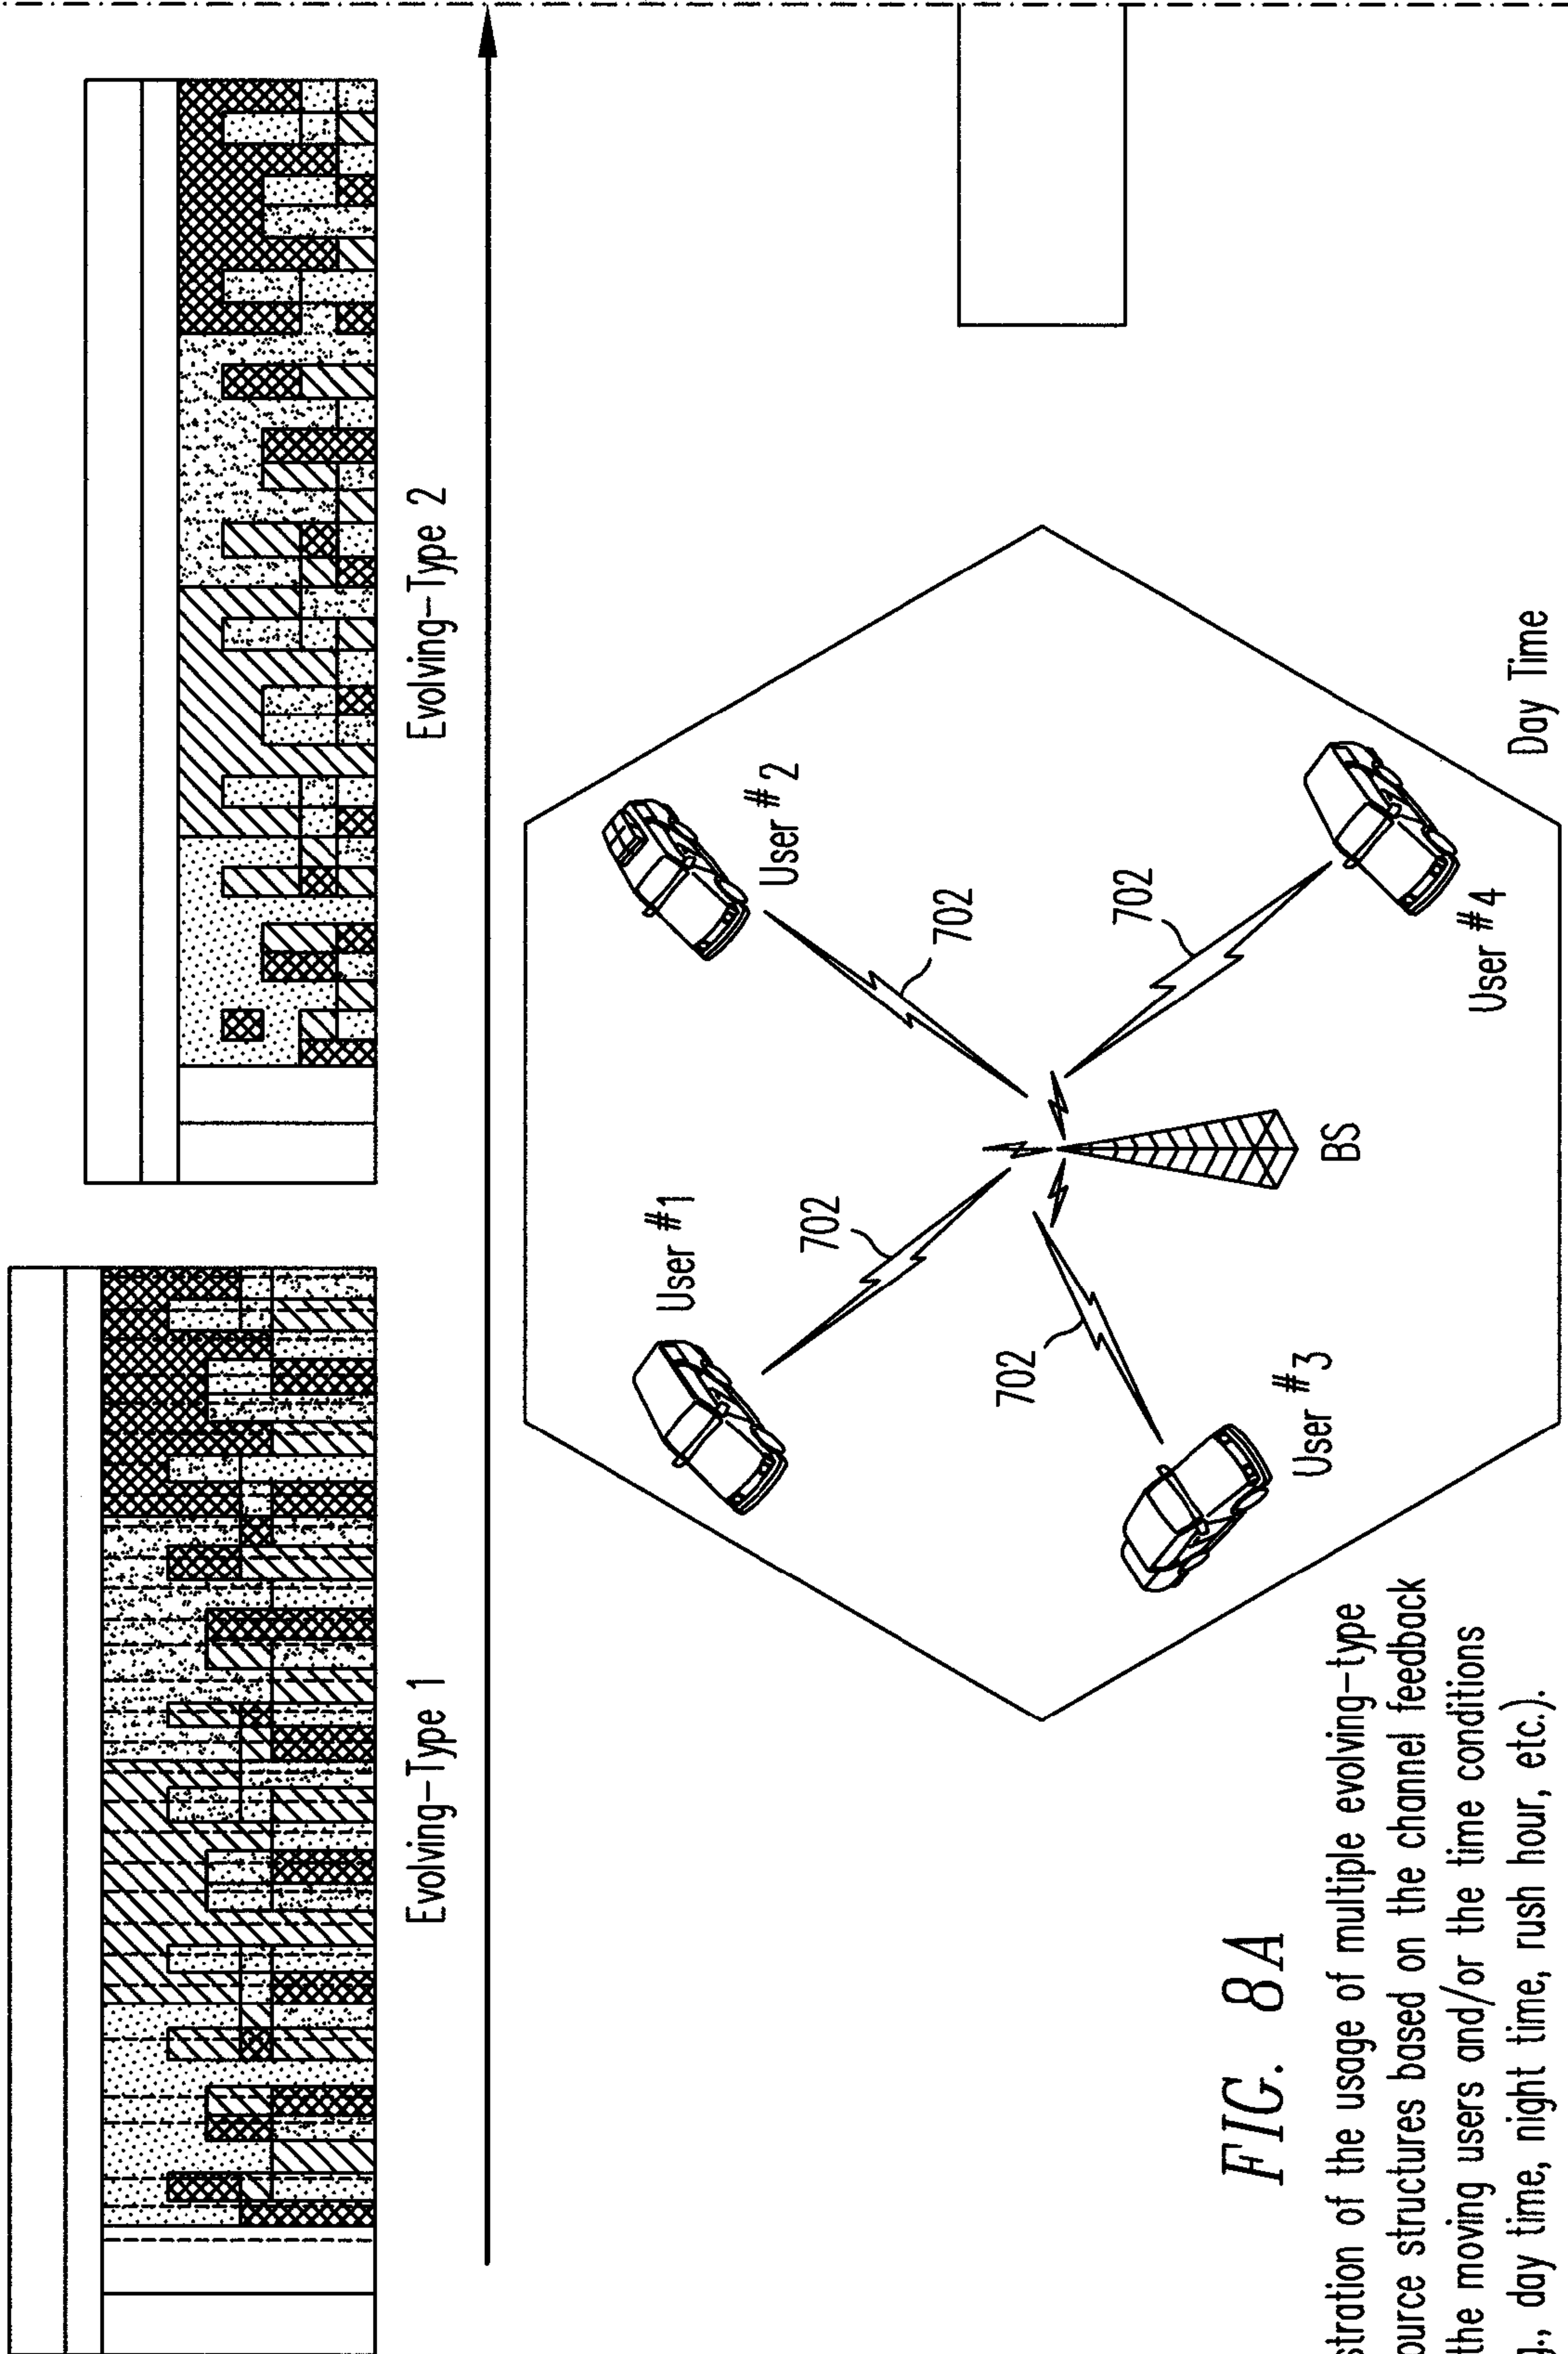 Evolving-Type 1
Evolving-Type 2
User #1
702
User #2
702
702
User #3
702
User #4
BS
Day Time
FIG. 8A
of the usage of multiple evolving-type
structures based on the channel feedback
the moving users and/or the time conditions
day time, night time, rush hour, etc.).